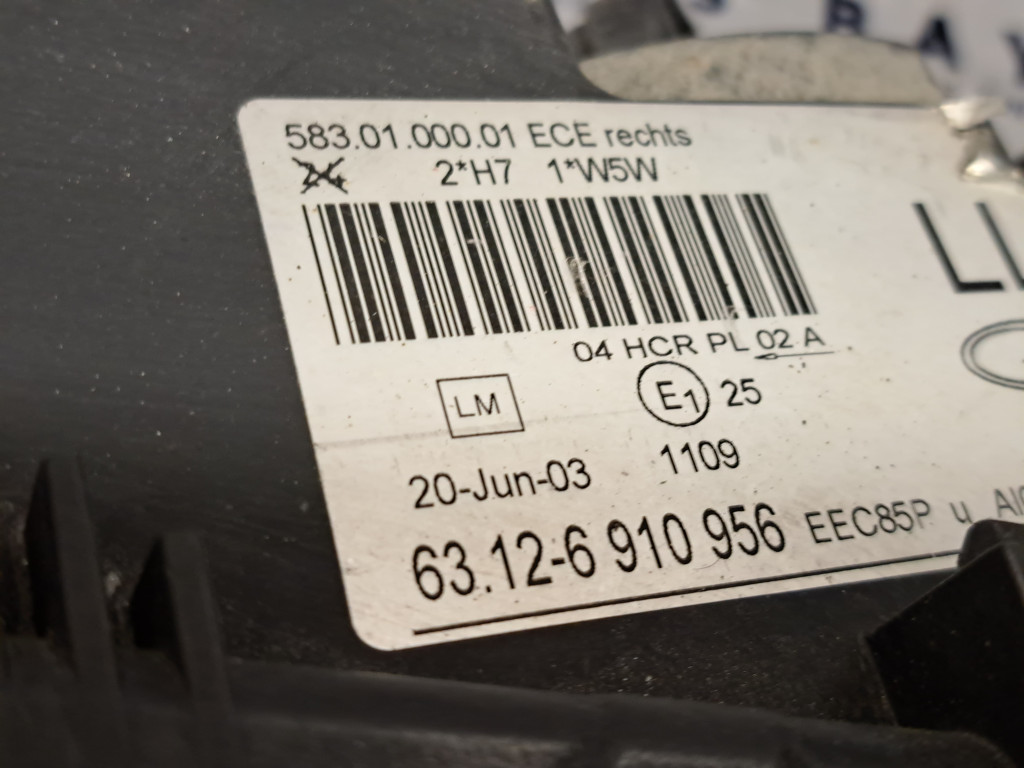 583.01.000.01 ECE rechts
24 2*H7 1*W5W
04 HCR PL 02 A
LM E1 25
20-Jun-03 1109
63.12-6 910 956 EEC85P u